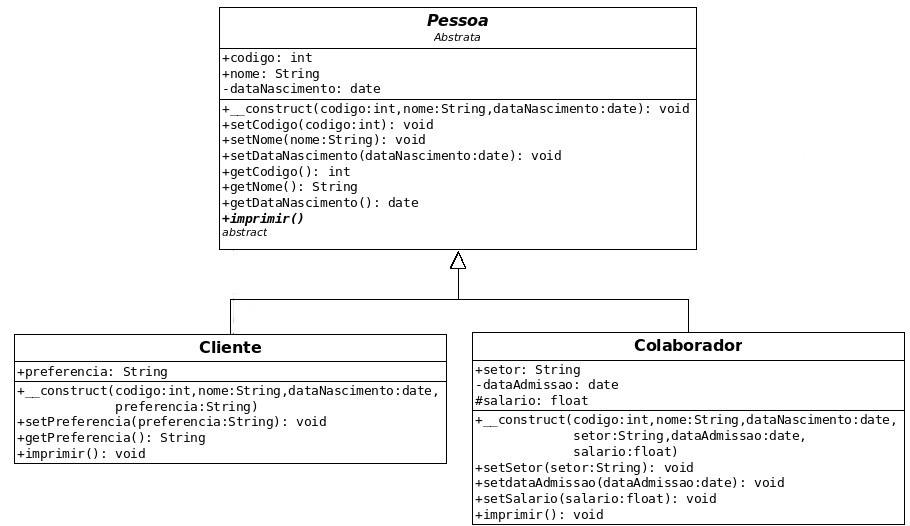 Pessoa
Abstrata
+codigo: int
+nome: String
-dataNascimento: date
+__construct(codigo:int,nome:String,dataNascimento:date): void
+setCodigo(codigo:int): void
+setNome(nome:String): void
+setDataNascimento(dataNascimento:date): void
+getCodigo(): int
+getNome(): String
+getDataNascimento(): date
+imprimir()
abstract
Cliente
+preferencia: String
+__construct(codigo:int,nome:String,dataNascimento:date,
preferencia:String)
+setPreferencia(preferencia:String): void
+getPreferencia(): String
+imprimir(): void
Colaborador
+setor: String
-dataAdmissao: date
#salario: float
+__construct(codigo:int,nome:String,dataNascimento:date,
setor:String,dataAdmissao:date,
salario:float)
+setSetor(setor:String): void
+setdataAdmissao(dataAdmissao:date): void
+setSalario(salario:float): void
+imprimir(): void